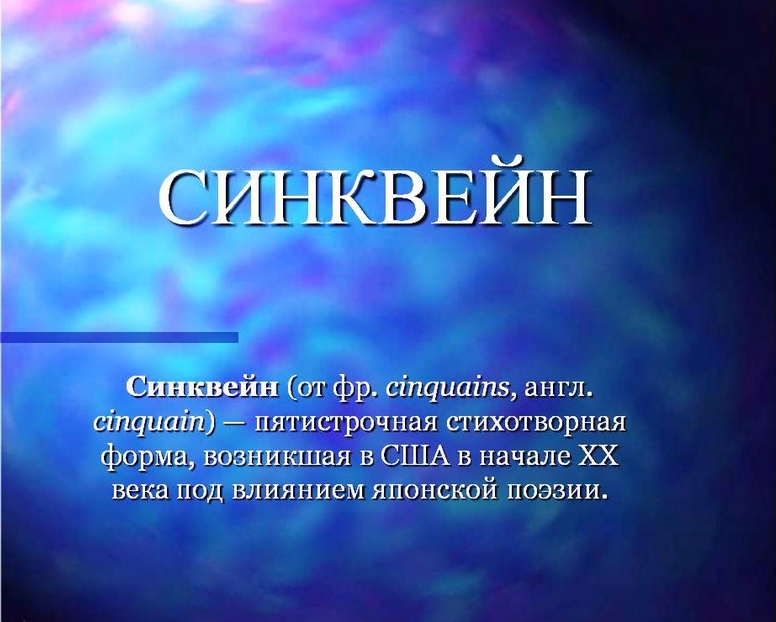 СИНКВЕЙН
Синквейн (от фр. cinquains, англ.
cinquain) — пятистрочная стихотворная
форма, возникшая в США в начале XX
века под влиянием японской поэзии.